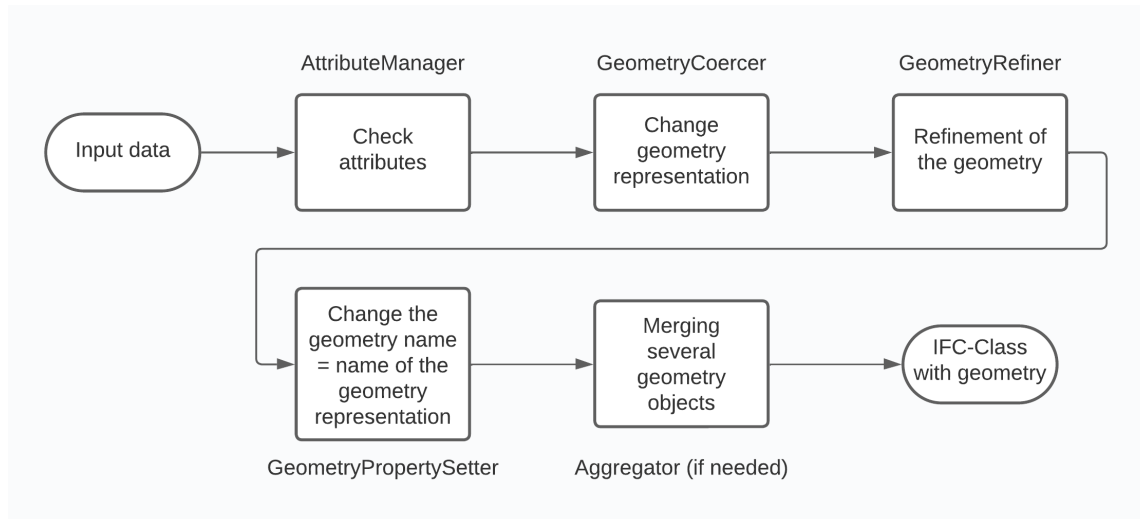 AttributeManager
GeometryCoercer
GeometryRefiner
Input data
Check
attributes
Change
geometry
representation
Refinement of
the geometry
Change the
geometry name
= name of the
geometry
representation
Merging
several
geometry
objects
IFC-Class
with geometry
GeometryPropertySetter
Aggregator (if needed)